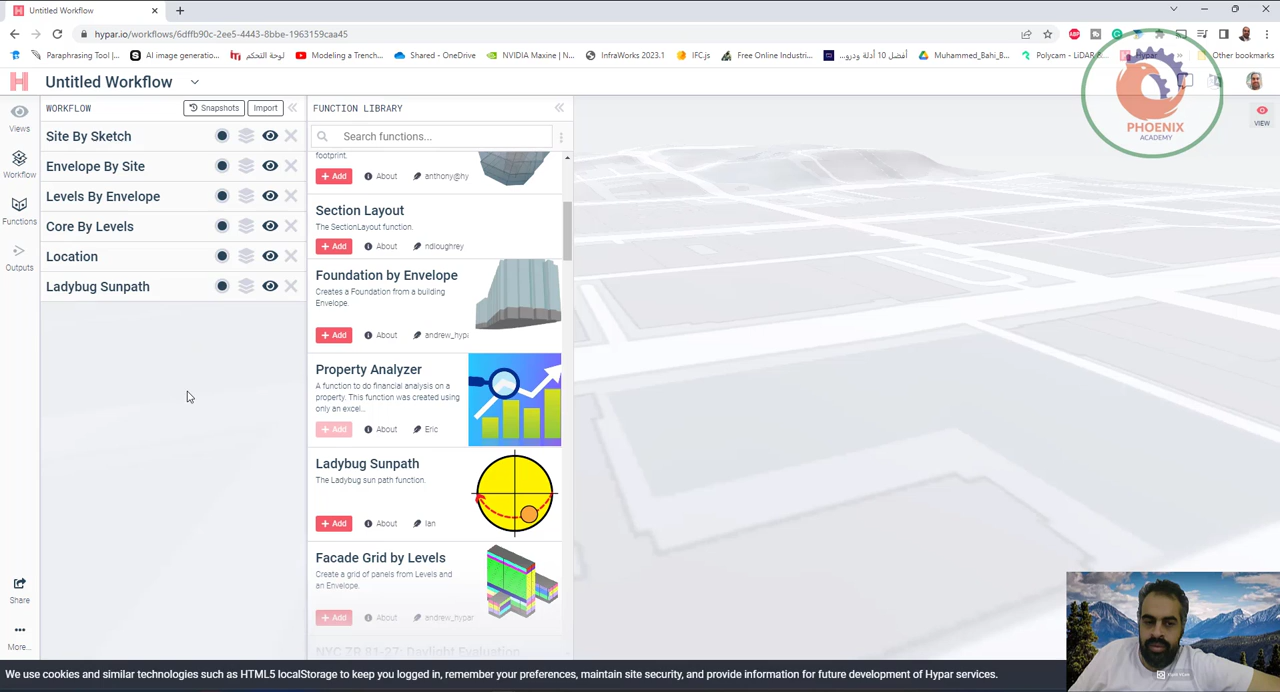 Untitled Workflow
hypar.io/workflows/6dffb90c-2ee5-4443-8bbe-1963159caa45
Paraphrasing Tool |...
AI image generatio...
لوحة التحكم
Modeling a Trench...
Shared - OneDrive
NVIDIA Maxine | N...
InfraWorks 2023.1
IFC.js
Free Online Industri...
أفضل 10 أدلة ودرو...
Muhammed_Bahi_8...
Polycam - LiDAR
Hypar
Other bookmarks
Untitled Workflow
PHOENIX
ACADEMY
VIEW
Views
Workflow
Functions
Outputs
Share
More...
WORKFLOW
Snapshots
Import
Site By Sketch
Envelope By Site
Levels By Envelope
Core By Levels
Location
Ladybug Sunpath
FUNCTION LIBRARY
Search functions...
footprint.
+ Add About anthony@hy
Section Layout
The SectionLayout function.
+ Add About ndloughrey
Foundation by Envelope
Creates a Foundation from a building
Envelope.
+ Add About andrew_hypa
Property Analyzer
A function to do financial analysis on a
property. This function was created using
only an excel...
+ Add About Eric
Ladybug Sunpath
The Ladybug sun path function.
+ Add About Ian
Facade Grid by Levels
Create a grid of panels from Levels and
an Envelope.
+ Add About andrew_hypar
NYC ZR 81-27: Daylight Evaluation
We use cookies and similar technologies such as HTML5 localStorage to keep you logged in, remember your preferences, maintain site security, and provide information for future development of Hypar services.